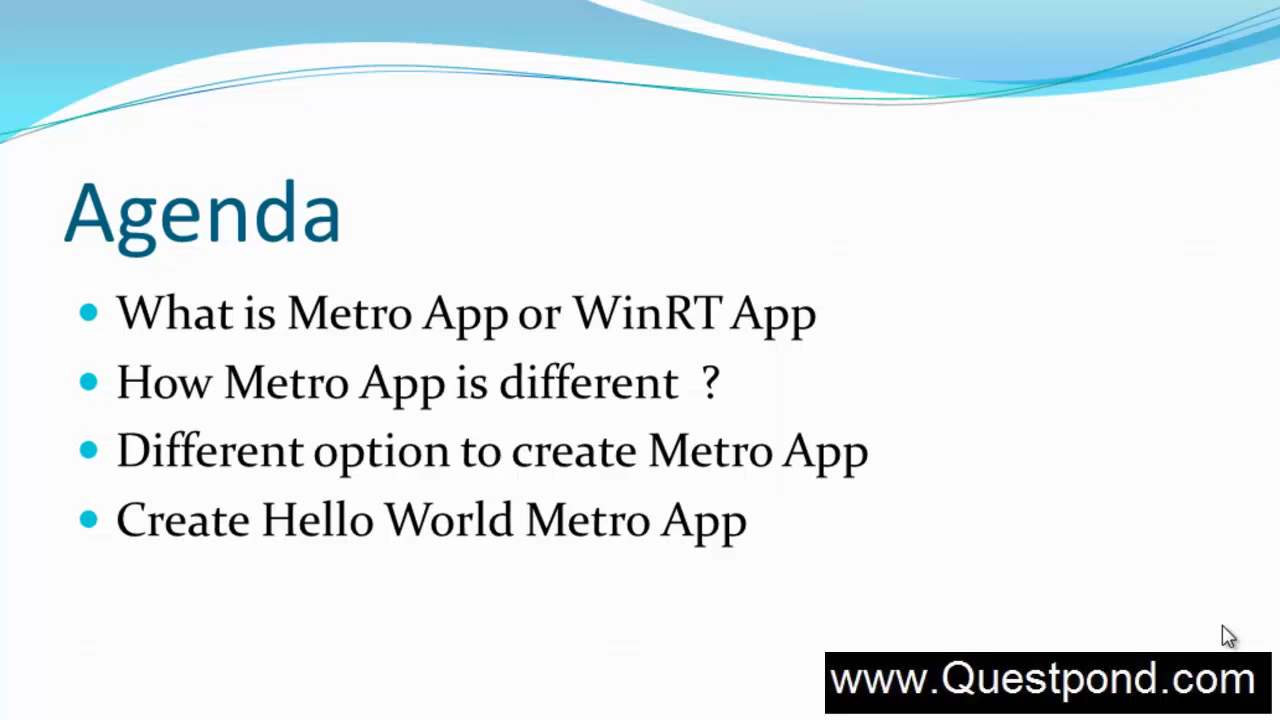 Agenda
What is Metro App or WinRT App
How Metro App is different ?
Different option to create Metro App
Create Hello World Metro App
www.Questpond.com